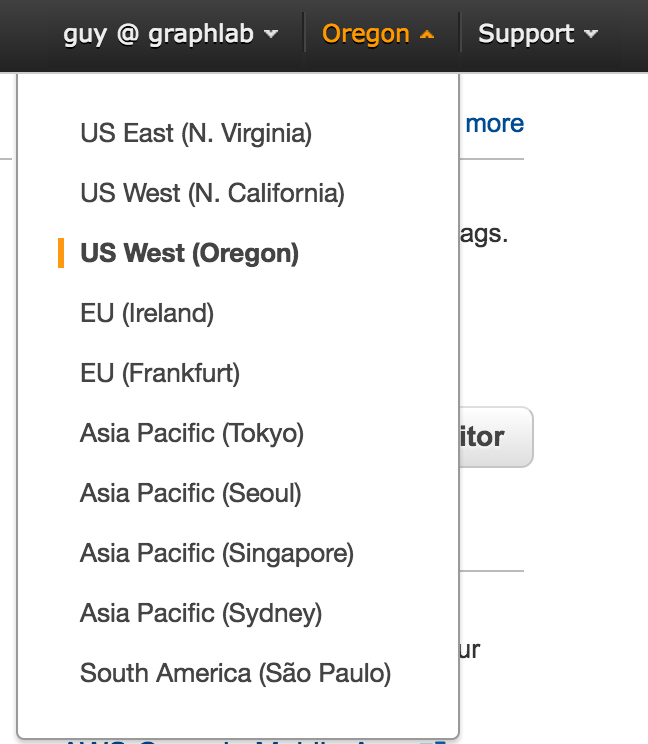 guy @ graphlab Oregon Support
more
US East (N. Virginia)
US West (N. California)
US West (Oregon)
ags.
EU (Ireland)
EU (Frankfurt)
Asia Pacific (Tokyo)
itor
Asia Pacific (Seoul)
Asia Pacific (Singapore)
Asia Pacific (Sydney)
ur
South America (São Paulo)